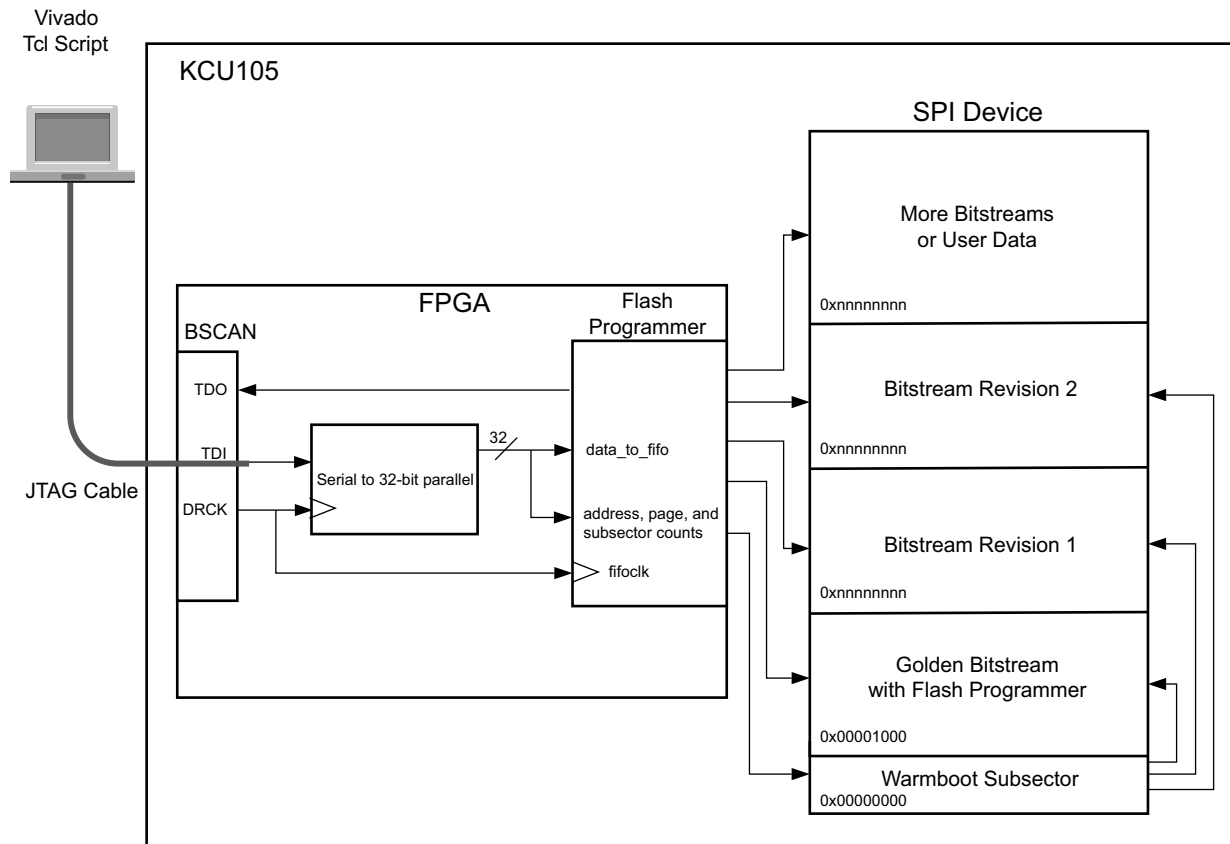 Vivado
Tcl Script
KCU105
SPI Device
More Bitstreams
or User Data
0xnnnnnnnn
FPGA
Flash
Programmer
BSCAN
TDO
Bitstream Revision 2
0xnnnnnnnn
TDI
32
data_to_fifo
Serial to 32-bit parallel
JTAG Cable
DRCK
address, page, and
subsector counts
fifoclk
Bitstream Revision 1
0xnnnnnnnn
Golden Bitstream
with Flash Programmer
0x00001000
Warmboot Subsector
0x00000000